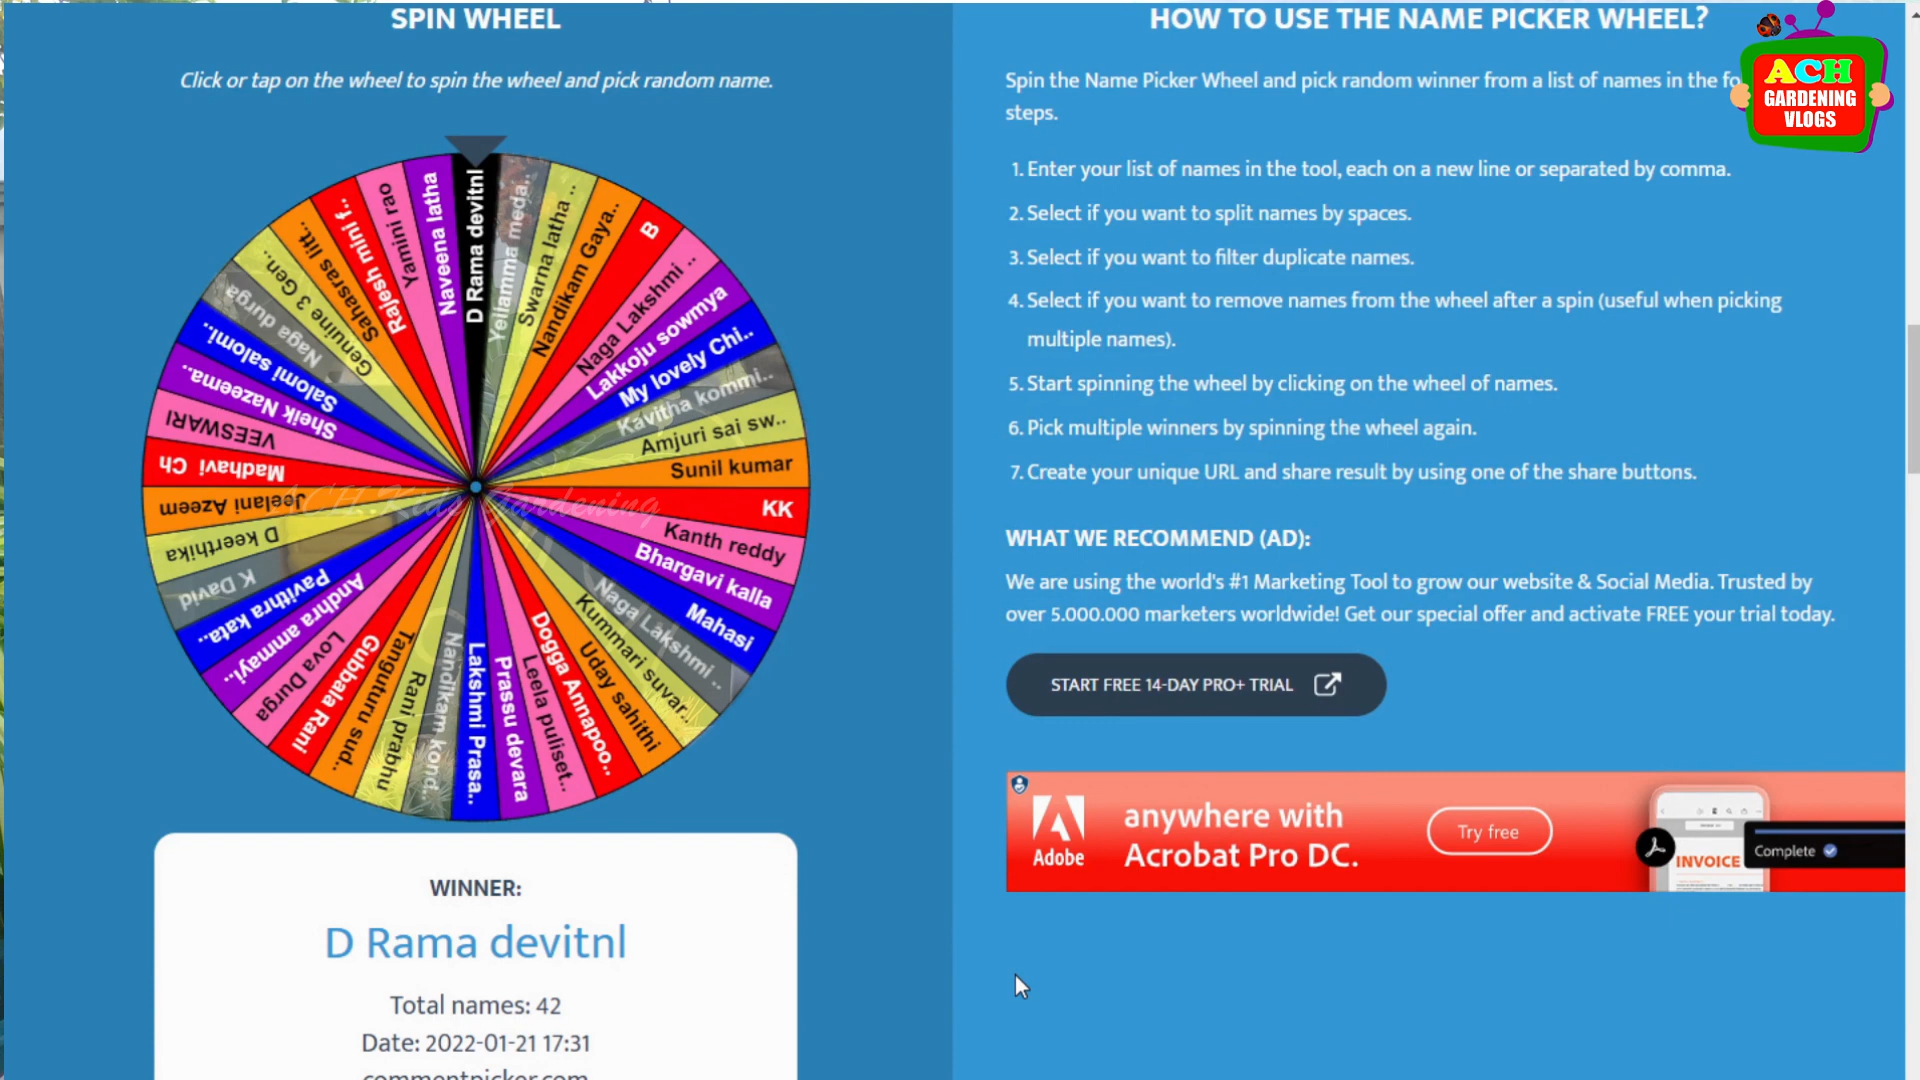 SPIN WHEEL
Click or tap on the wheel to spin the wheel and pick random name.
D Rama devitnl
Yellamma meda..
Swarna latha ..
Nandikam Gaya..
B
Naga Lakshmi ..
Lakkoju sowmya
My lovely Chi..
Kavitha kommi..
Amjuri sai sw..
Sunil kumar
KK
Kanth reddy
Bhargavi kalla
Mahasi
Naga Lakshmi ..
Kummari suvar..
Uday sahithi
Dogga Annapoo..
Leela puliset..
Prassu devara
Lakshmi Prasa..
Nandikam kond..
Rani prabhu
Tanguturu sud..
Gubbala Rani
Lova Durga
Andhra ammayi..
Pavithra kata..
K David
D keerthika
Jeelani Azeem
Madhavi Ch
VEESWARI
Sheik Nazeema..
Salomi salomi..
Naga durga
Genuine 3 Gen..
Sahasras litt..
Rajesh mini f..
Yamini rao
Naveena latha
ACH Kids Gardening
WINNER:
D Rama devitnl
Total names: 42
Date: 2022-01-21 17:31
commentpicker.com
HOW TO USE THE NAME PICKER WHEEL?
Spin the Name Picker Wheel and pick random winner from a list of names in the fo
steps.
1. Enter your list of names in the tool, each on a new line or separated by comma.
2. Select if you want to split names by spaces.
3. Select if you want to filter duplicate names.
4. Select if you want to remove names from the wheel after a spin (useful when picking
multiple names).
5. Start spinning the wheel by clicking on the wheel of names.
6. Pick multiple winners by spinning the wheel again.
7. Create your unique URL and share result by using one of the share buttons.
WHAT WE RECOMMEND (AD):
We are using the world's #1 Marketing Tool to grow our website & Social Media. Trusted by
over 5.000.000 marketers worldwide! Get our special offer and activate FREE your trial today.
START FREE 14-DAY PRO+ TRIAL
Adobe
anywhere with
Acrobat Pro DC.
Try free
INVOICE
Complete
ACH
GARDENING
VLOGS